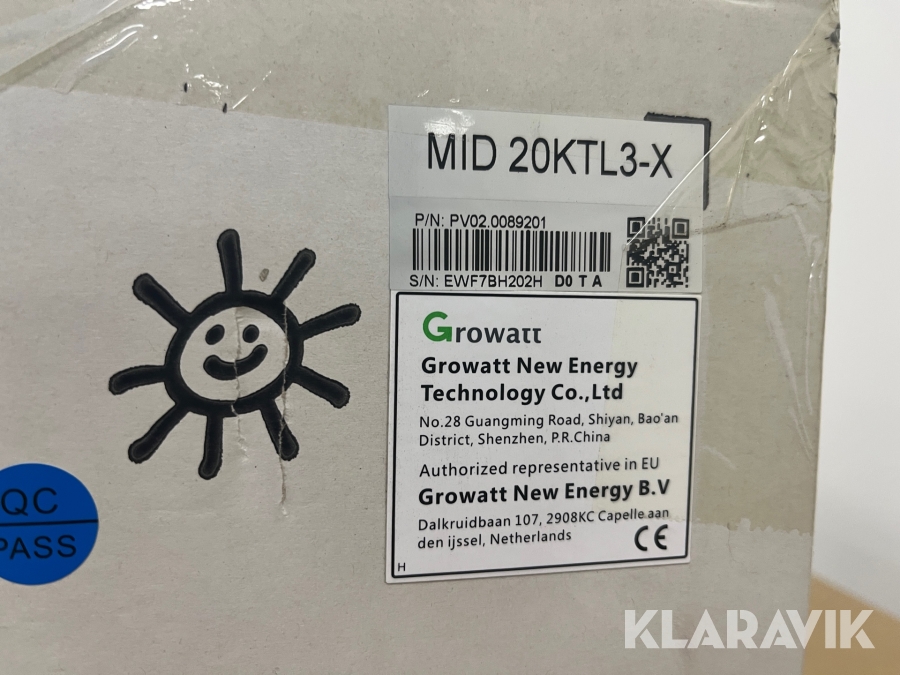 MID 20KTL3-X
P/N: PV02.0089201
S/N: EWF7BH202H D0 T A
Growatt
Growatt New Energy
Technology Co.,Ltd
No.28 Guangming Road, Shiyan, Bao'an
District, Shenzhen, P.R.China
Authorized representative in EU
Growatt New Energy B.V
Dalkruidbaan 107, 2908KC Capelle aan
den ijssel, Netherlands
CE
H
QC
PASS
KLARAVIK